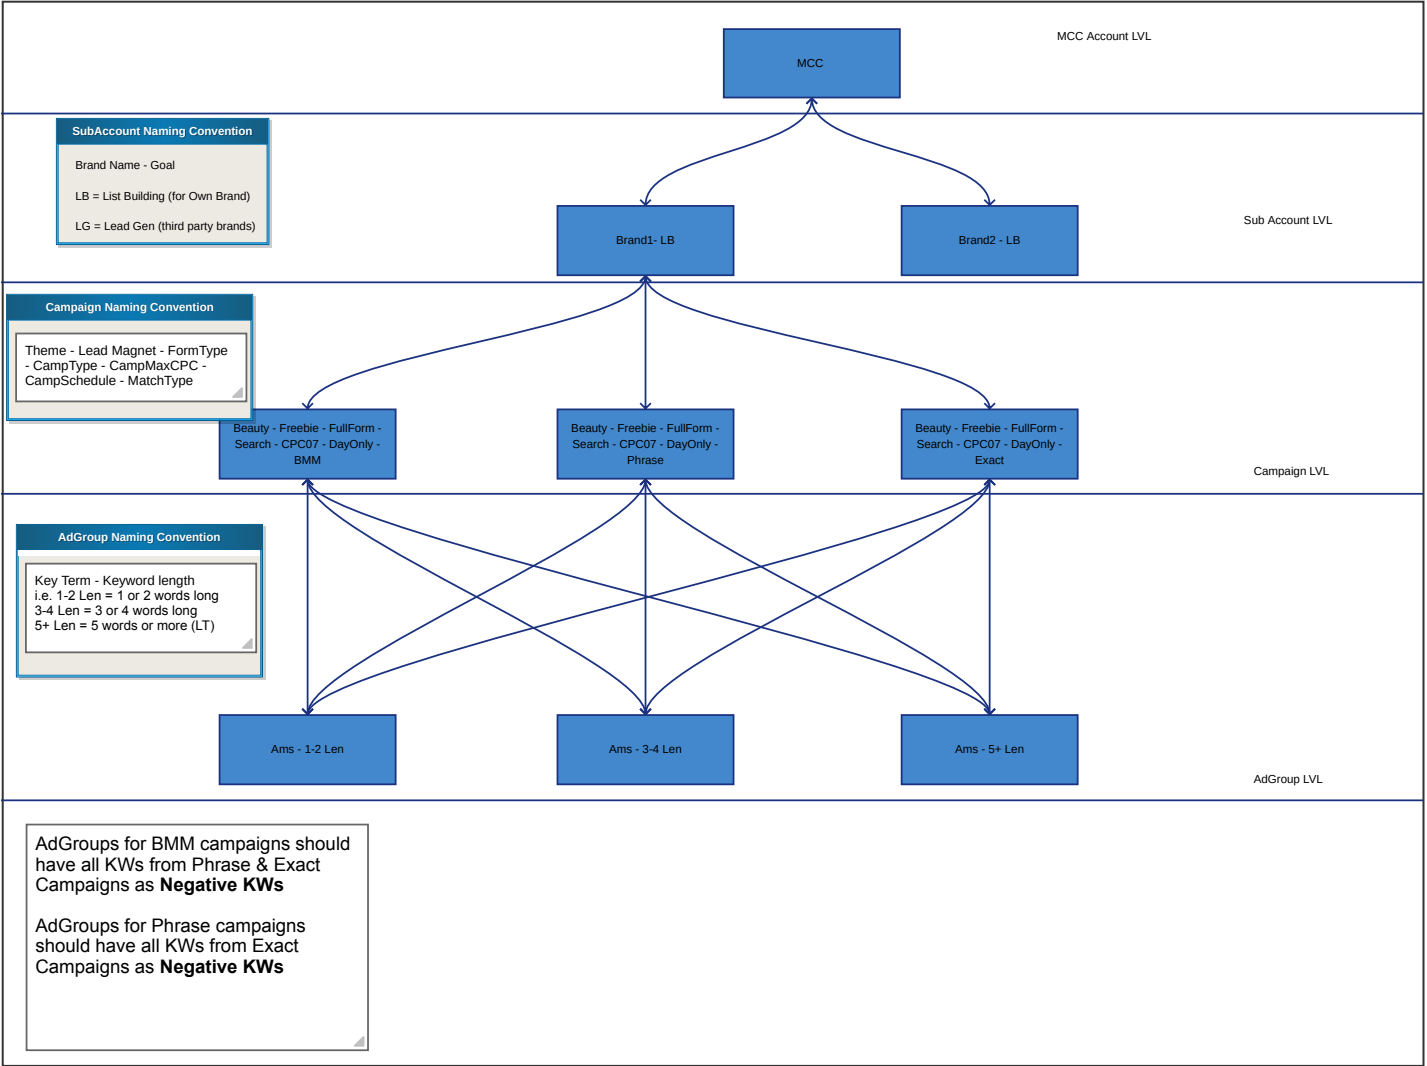 MCC Account LVL
MCC
SubAccount Naming Convention
Brand Name - Goal
LB = List Building (for Own Brand)
LG = Lead Gen (third party brands)
Brand1- LB
Brand2 - LB
Sub Account LVL
Campaign Naming Convention
Theme - Lead Magnet - FormType
- CampType - CampMaxCPC -
CampSchedule - MatchType
Beauty - Freebie - FullForm -
Search - CPC07 - DayOnly -
BMM
Beauty - Freebie - FullForm -
Search - CPC07 - DayOnly -
Phrase
Beauty - Freebie - FullForm -
Search - CPC07 - DayOnly -
Exact
Campaign LVL
AdGroup Naming Convention
Key Term - Keyword length
i.e. 1-2 Len = 1 or 2 words long
3-4 Len = 3 or 4 words long
5+ Len = 5 words or more (LT)
Ams - 1-2 Len
Ams - 3-4 Len
Ams - 5+ Len
AdGroup LVL
AdGroups for BMM campaigns should
have all KWs from Phrase & Exact
Campaigns as Negative KWs
AdGroups for Phrase campaigns
should have all KWs from Exact
Campaigns as Negative KWs